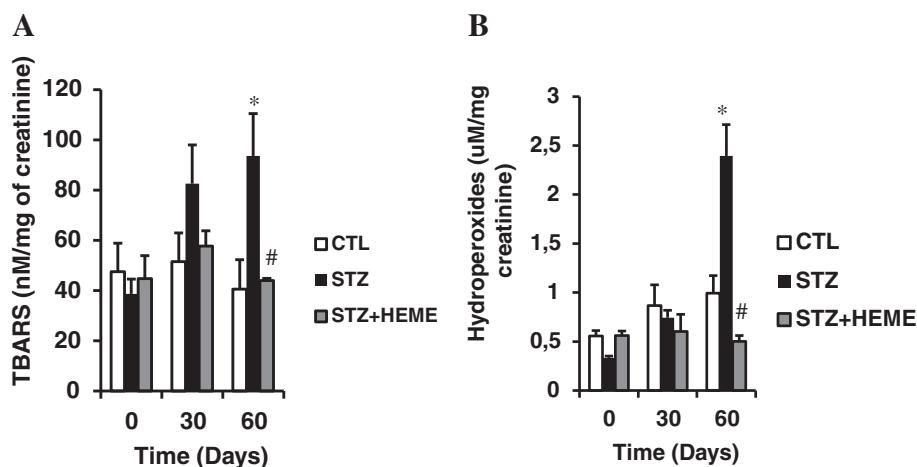 A
TBARS (nM/mg of creatinine)
120
100
80
60
40
20
0
*
#
0 30 60
Time (Days)
CTL
STZ
STZ+HEME
B
Hydroperoxides (uM/mg
creatinine)
3
2,5
2
1,5
1
0,5
0
*
#
0 30 60
Time (Days)
CTL
STZ
STZ+HEME